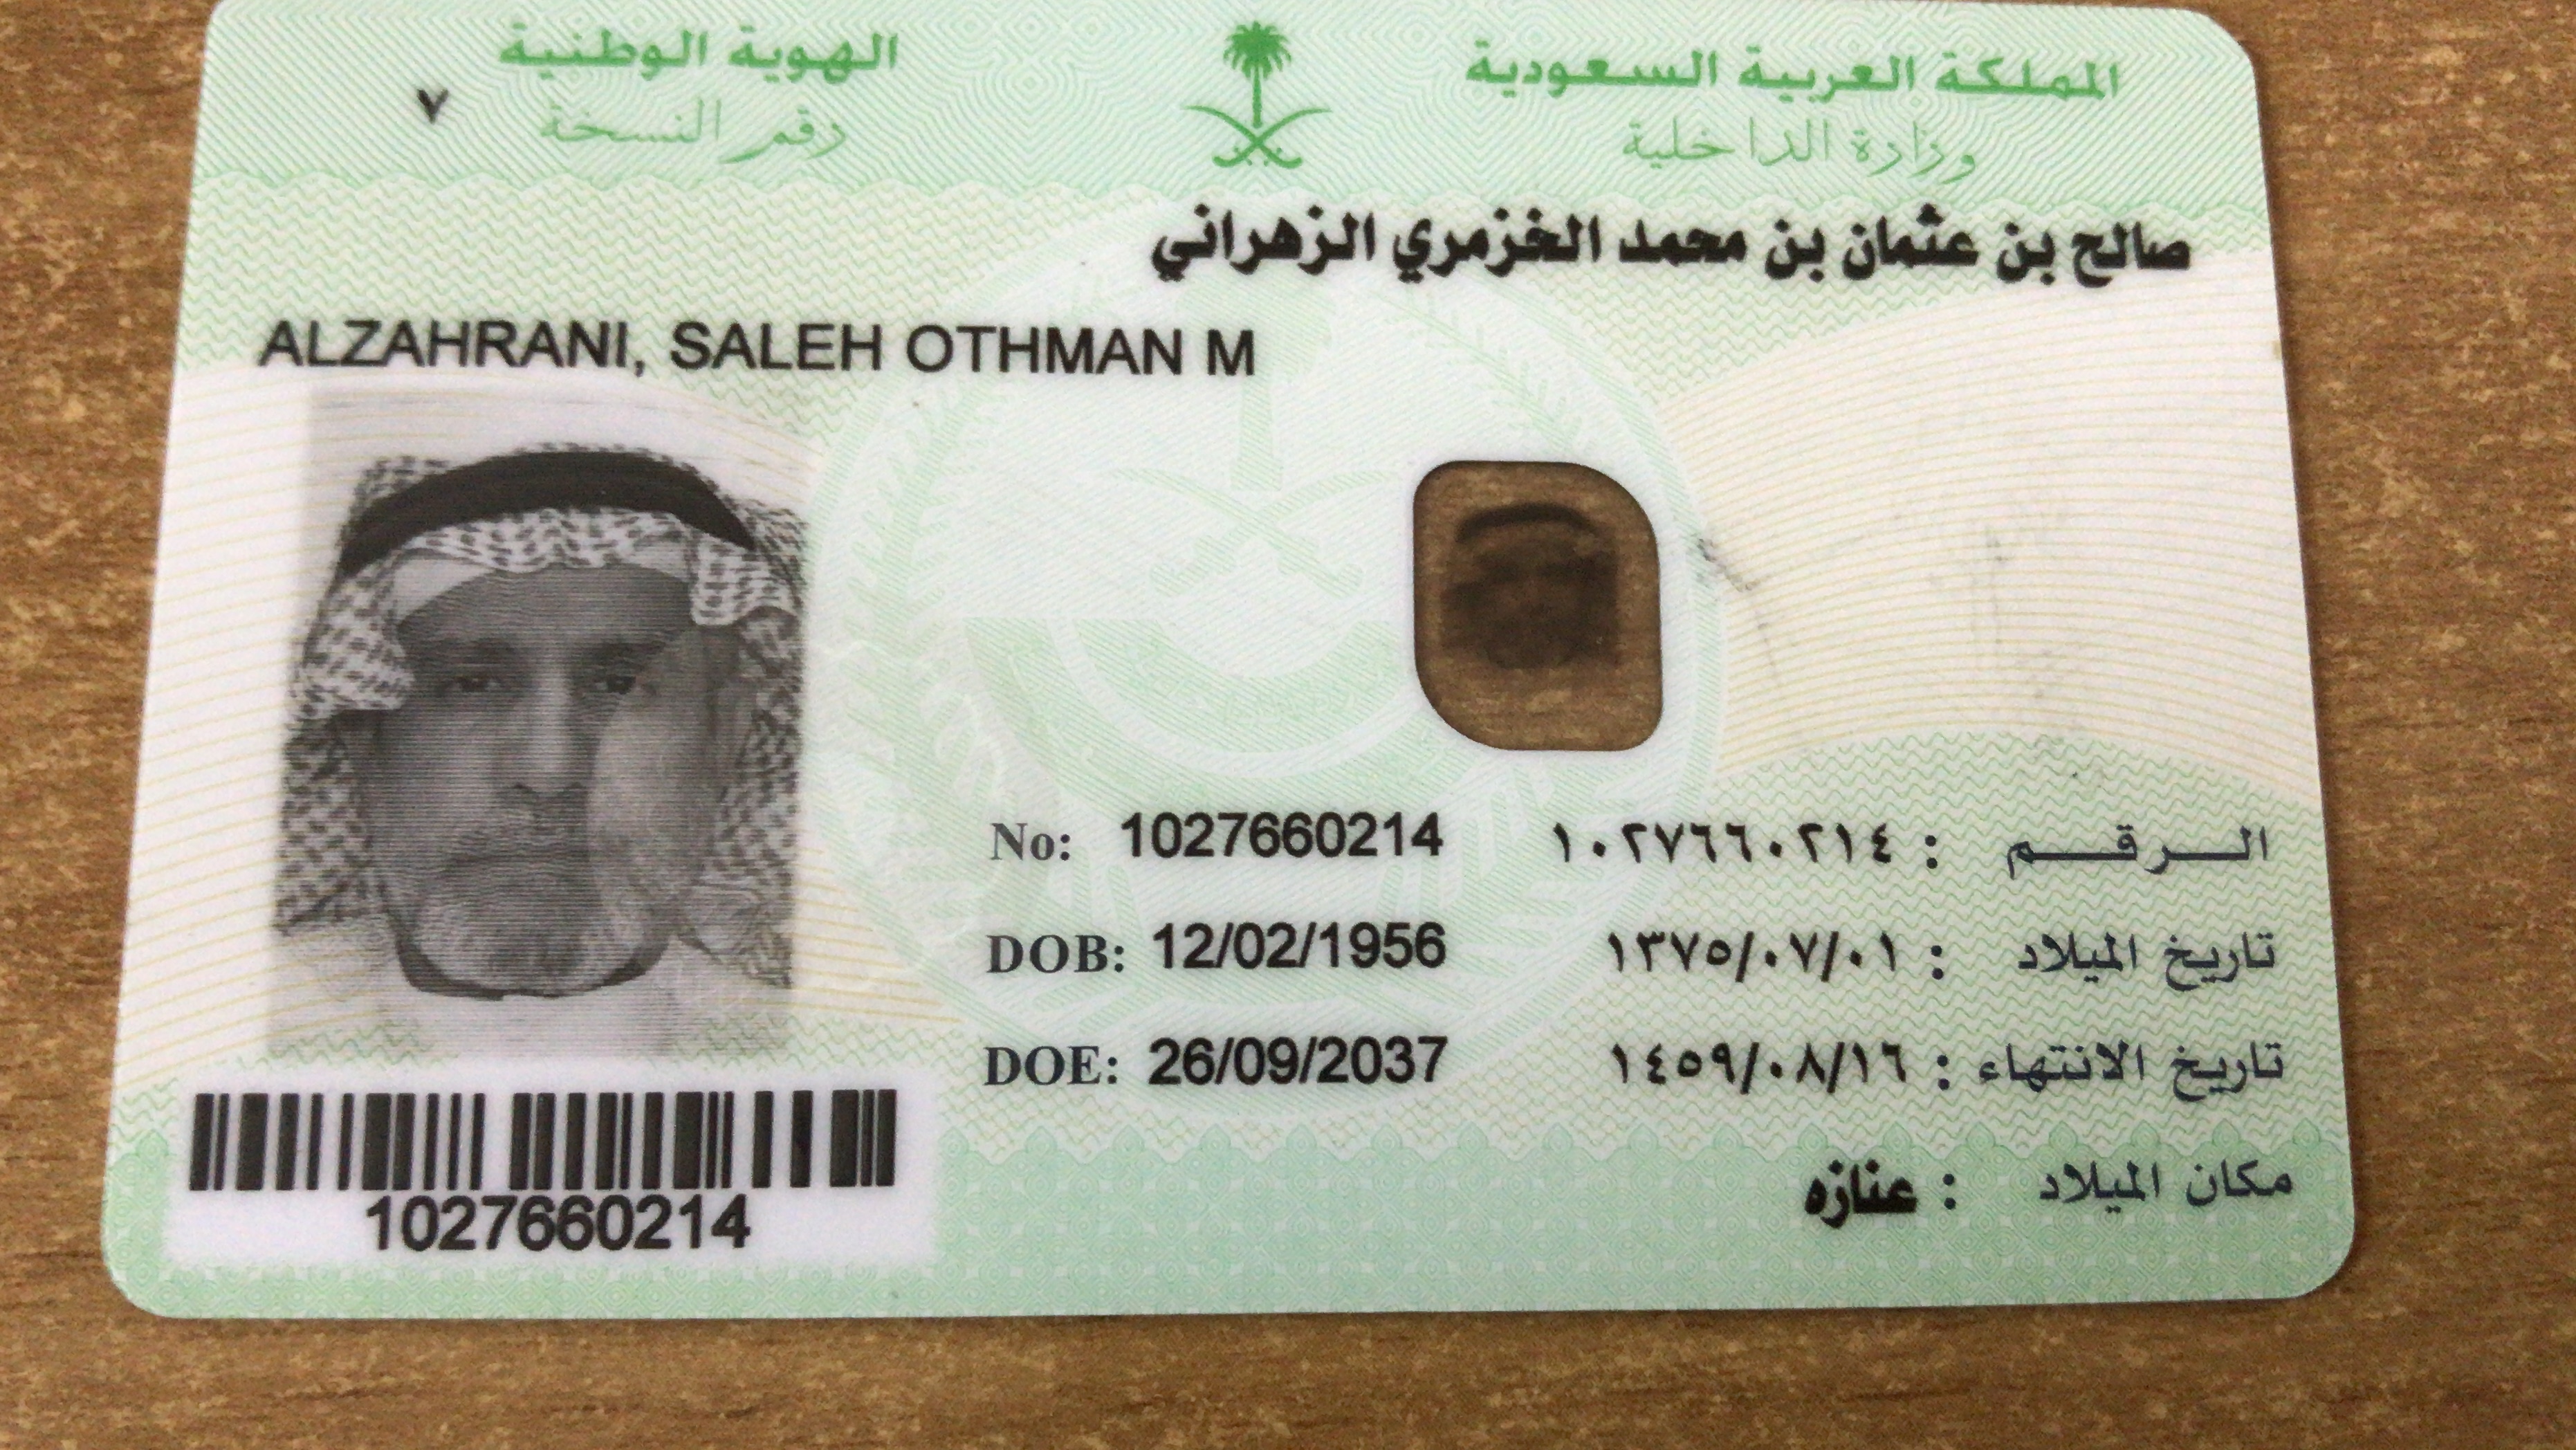 المملكة العربية السعودية
وزارة الداخلية
الهوية الوطنية
رقم النسخة ٧
صالح بن عثمان بن محمد الخزمري الزهراني
ALZAHRANI, SALEH OTHMAN M
No: 1027660214 الـرقـم : ١٠٢٧٦٦٠٢١٤
DOB: 12/02/1956 تاريخ الميلاد : ١٣٧٥/٠٧/٠١
DOE: 26/09/2037 تاريخ الانتهاء : ١٤٥٩/٠٨/١٦
مكان الميلاد : عنازه
1027660214